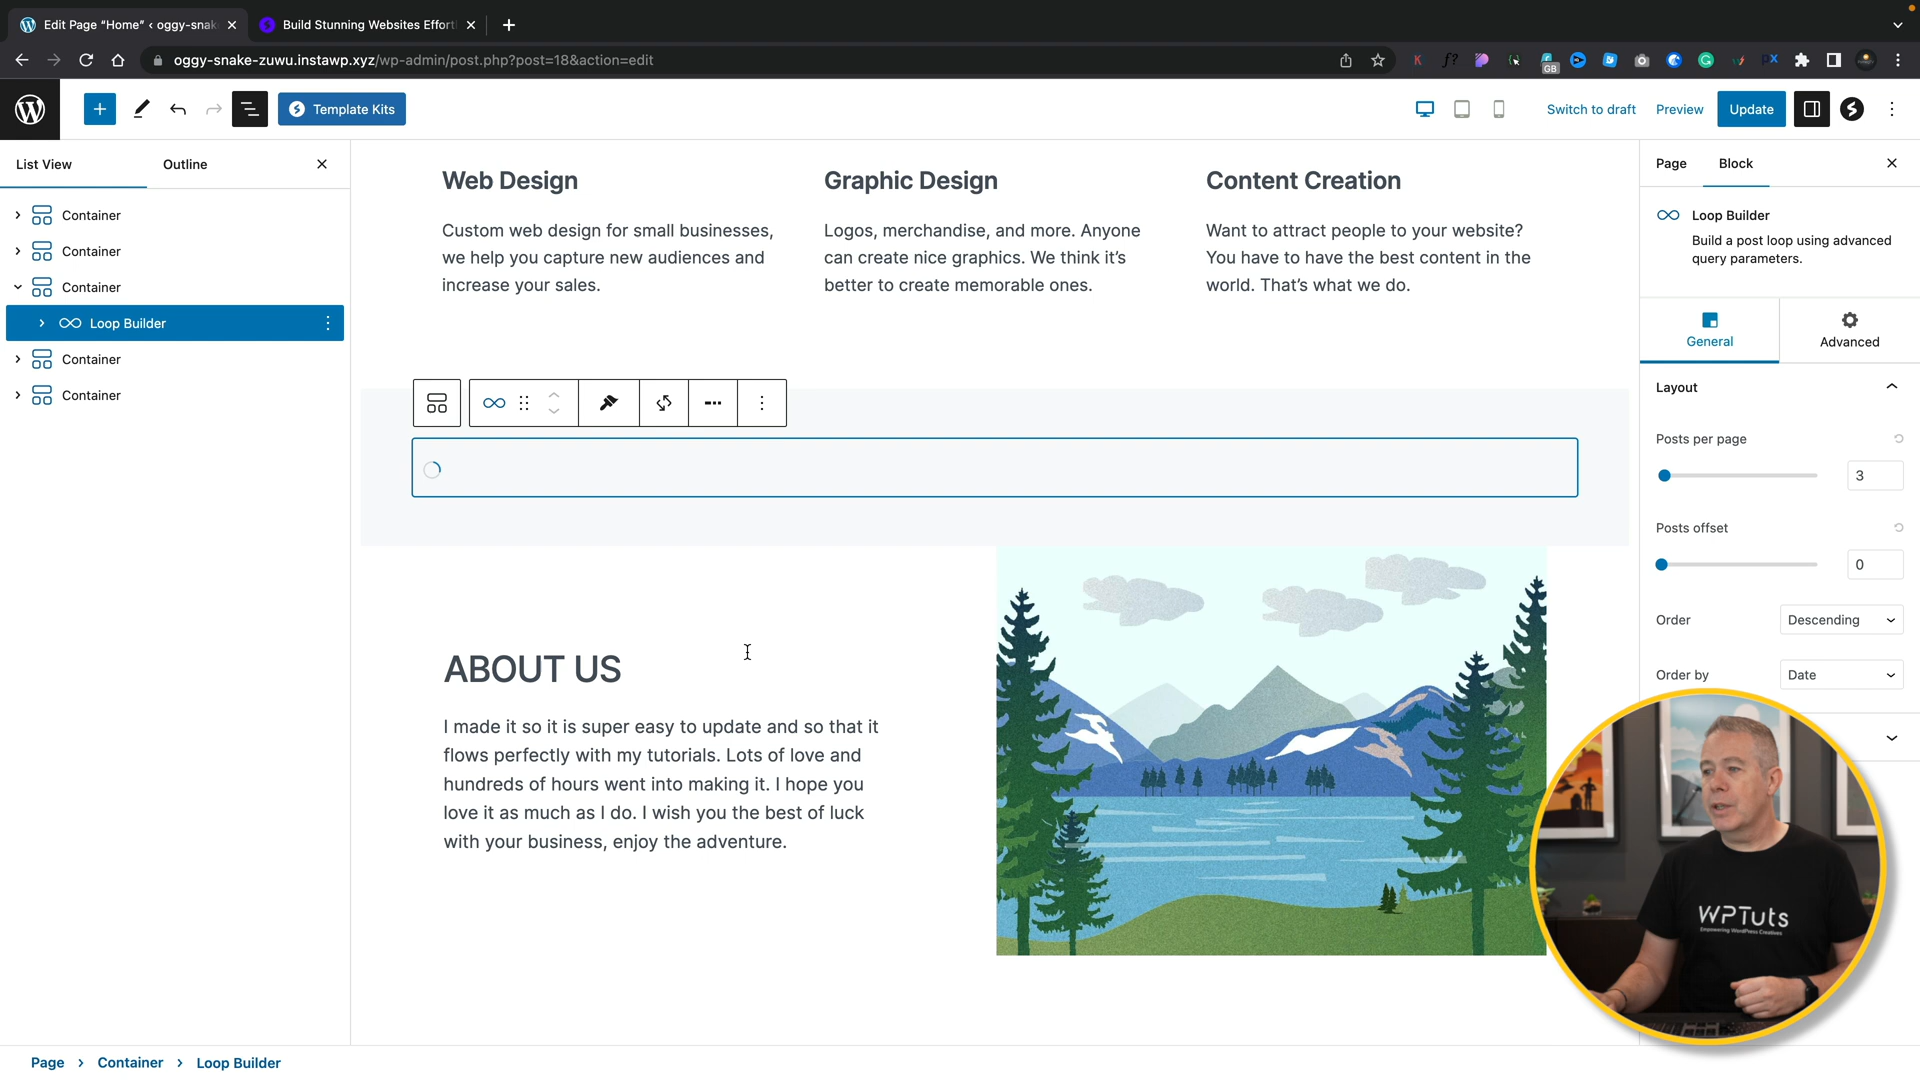 Edit Page "Home" ‹ oggy-snak
Build Stunning Websites Effort
oggy-snake-zuwu.instawp.xyz/wp-admin/post.php?post=18&action=edit
Template Kits
Switch to draft
Preview
Update
List View
Outline
Container
Container
Container
Loop Builder
Container
Container
Web Design
Custom web design for small businesses,
we help you capture new audiences and
increase your sales.
Graphic Design
Logos, merchandise, and more. Anyone
can create nice graphics. We think it's
better to create memorable ones.
Content Creation
Want to attract people to your website?
You have to have the best content in the
world. That's what we do.
ABOUT US
I made it so it is super easy to update and so that it
flows perfectly with my tutorials. Lots of love and
hundreds of hours went into making it. I hope you
love it as much as I do. I wish you the best of luck
with your business, enjoy the adventure.
Page
Block
Loop Builder
Build a post loop using advanced
query parameters.
General
Advanced
Layout
Posts per page
3
Posts offset
0
Order
Descending
Order by
Date
WPTuts
Empowering WordPress Creatives
Page › Container › Loop Builder
GB